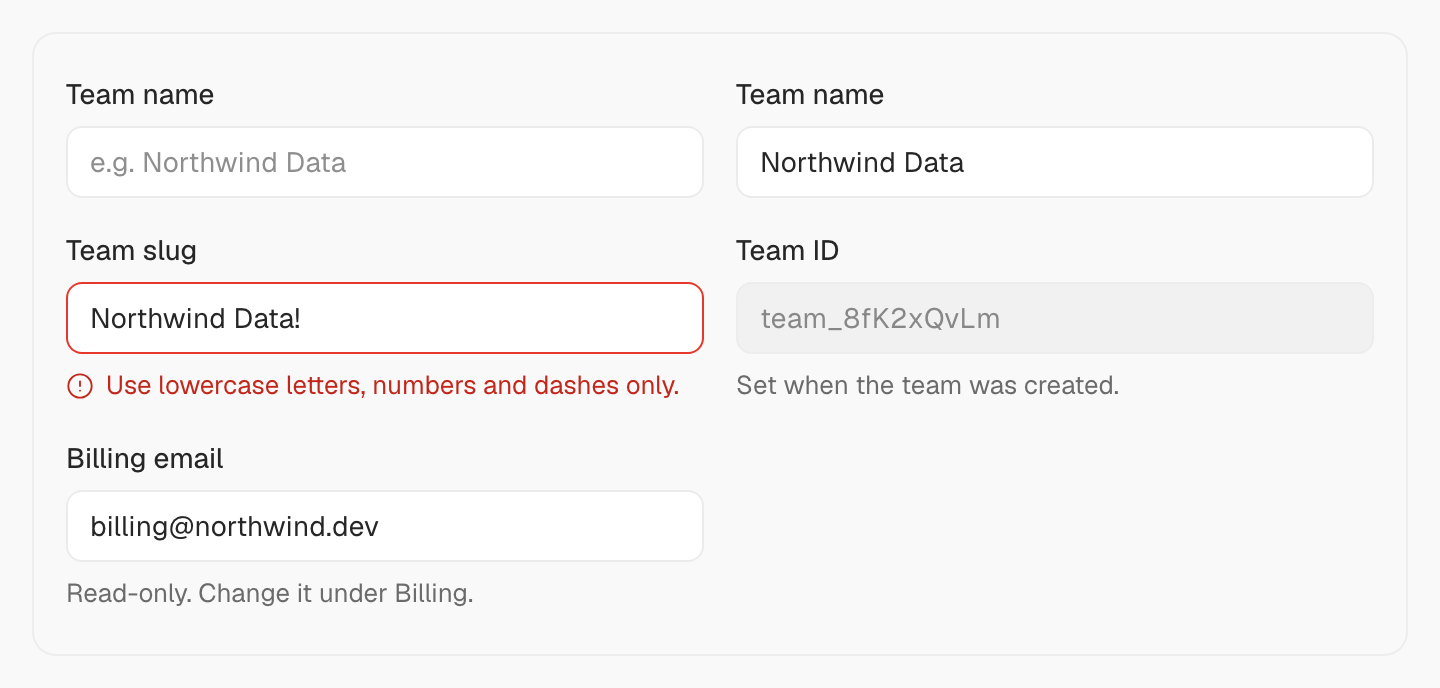 Team name
e.g. Northwind Data
Team name
Northwind Data
Team slug
Northwind Data!
Use lowercase letters, numbers and dashes only.
Team ID
team_8fK2xQvLm
Set when the team was created.
Billing email
billing@northwind.dev
Read-only. Change it under Billing.